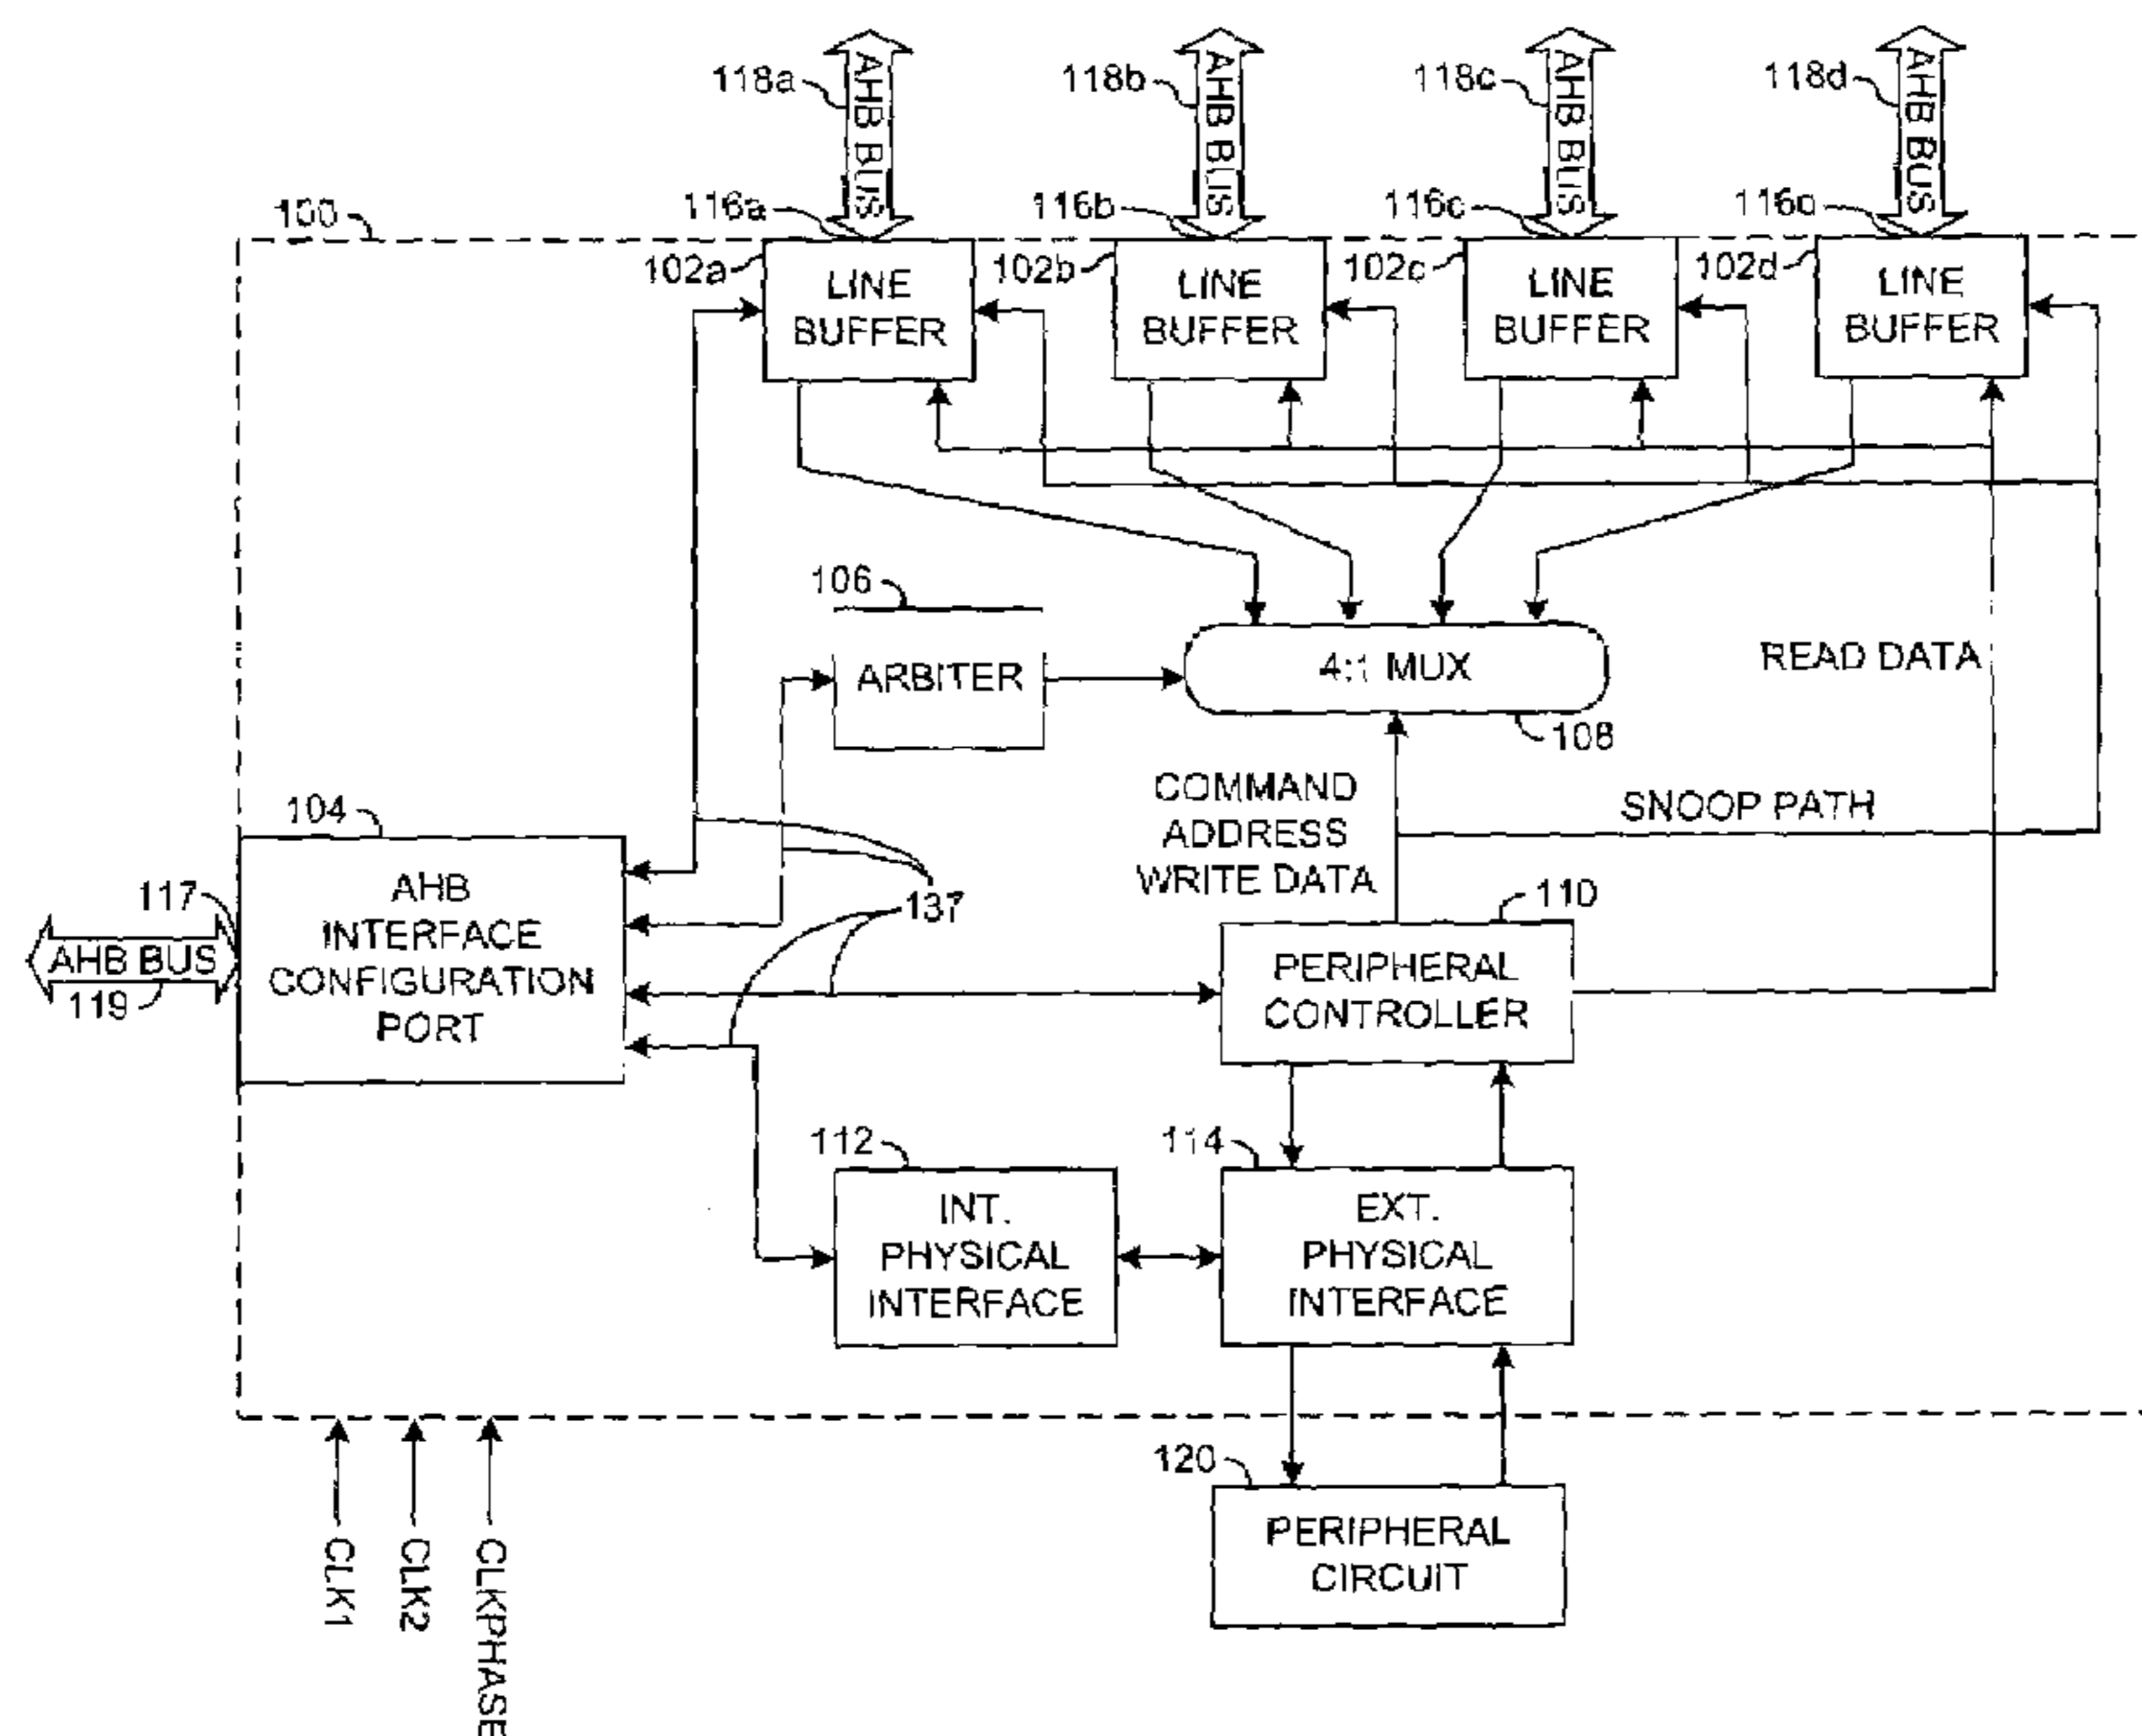 118a
AHB BUS
118b
AHB BUS
118c
AHB BUS
118d
AHB BUS
100
116a
116b
116c
116d
102a
LINE
BUFFER
102b
LINE
BUFFER
102c
LINE
BUFFER
102d
LINE
BUFFER
106
ARBITER
4:1 MUX
108
READ DATA
COMMAND
ADDRESS
WRITE DATA
SNOOP PATH
104
AHB
INTERFACE
CONFIGURATION
PORT
117
AHB BUS
119
137
110
PERIPHERAL
CONTROLLER
112
INT.
PHYSICAL
INTERFACE
114
EXT.
PHYSICAL
INTERFACE
120
PERIPHERAL
CIRCUIT
CLK1
CLK2
CLKPHASE